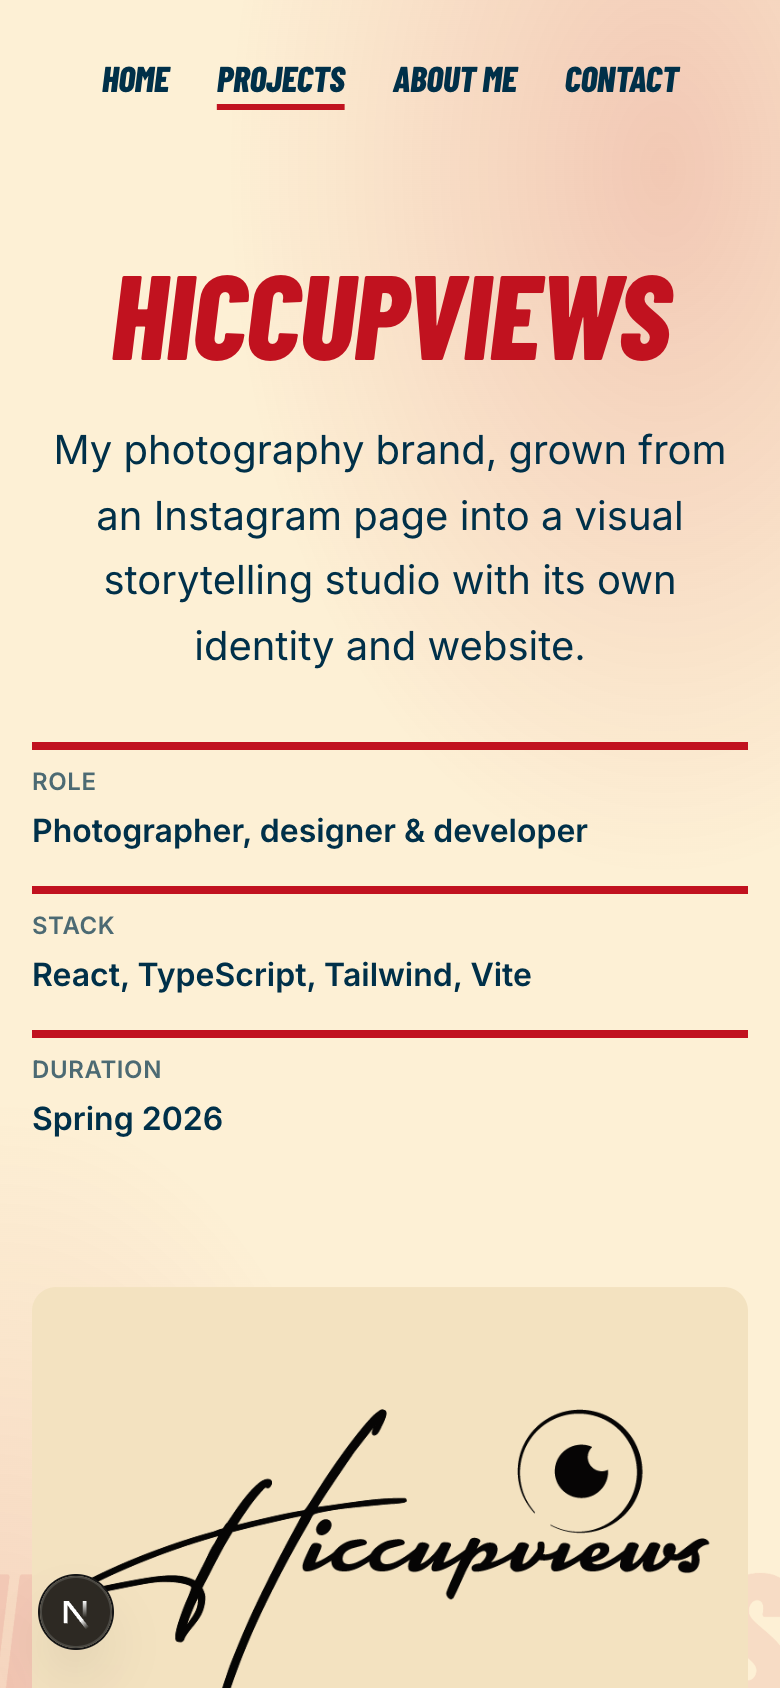 HOME PROJECTS ABOUT ME CONTACT
HICCUPVIEWS
My photography brand, grown from
an Instagram page into a visual
storytelling studio with its own
identity and website.
ROLE
Photographer, designer & developer
STACK
React, TypeScript, Tailwind, Vite
DURATION
Spring 2026
Hiccupviews
N